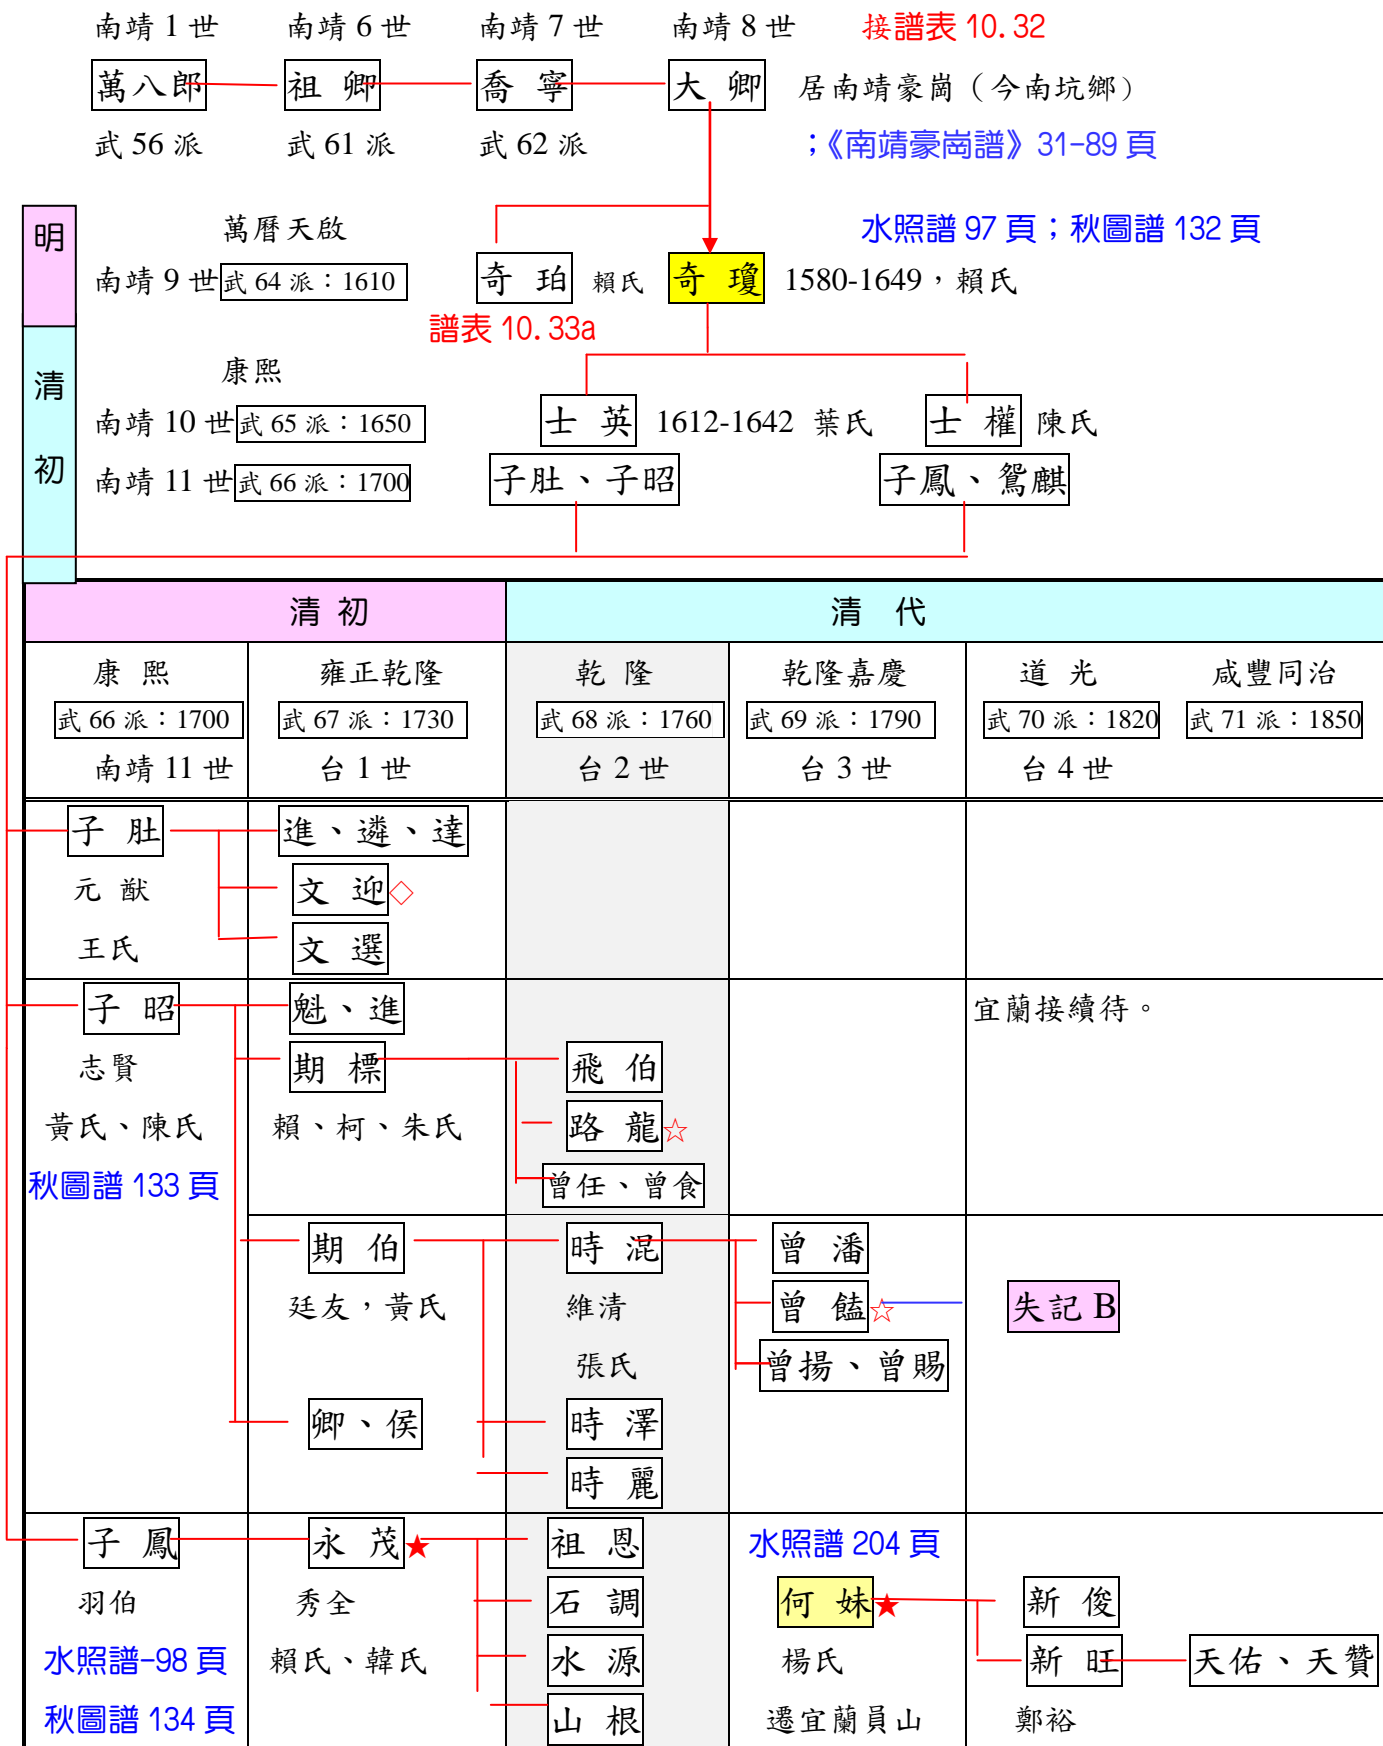 南靖 1 世 南靖 6 世 南靖 7 世 南靖 8 世 接譜表 10.32
萬八郎 祖 卿 喬 寧 大 卿 居南靖豪崗（今南坑鄉）
武 56 派 武 61 派 武 62 派 ；《南靖豪崗譜》31-89 頁
明 萬曆天啟 水照譜 97 頁；秋圖譜 132 頁
南靖 9 世 武 64 派：1610 奇 珀 賴氏 奇 瓊 1580-1649，賴氏
譜表 10.33a
清初 康熙
南靖 10 世 武 65 派：1650 士 英 1612-1642 葉氏 士 權 陳氏
南靖 11 世 武 66 派：1700 子肚、子昭 子鳳、鴛麒
清 初 清 代
康 熙 雍正乾隆 乾 隆 乾隆嘉慶 道 光 咸豐同治
武 66 派：1700 武 67 派：1730 武 68 派：1760 武 69 派：1790 武 70 派：1820 武 71 派：1850
南靖 11 世 台 1 世 台 2 世 台 3 世 台 4 世
子 肚 進、遴、達
元 猷 文 迎◇
王氏 文 選
子 昭 魁、進 宜蘭接續待。
志賢 期 標 飛 伯
黃氏、陳氏 賴、柯、朱氏 路 龍☆
秋圖譜 133 頁 曾任、曾食
期 伯 時 混 曾 潘
廷友，黃氏 維清 曾 饁☆ 失記 B
張氏 曾揚、曾賜
卿、侯 時 澤
時 麗
子 鳳 永 茂★ 祖 恩 水照譜 204 頁
羽伯 秀全 石 調 何 妹★ 新 俊
水照譜-98 頁 賴氏、韓氏 水 源 楊氏 新 旺 天佑、天贊
秋圖譜 134 頁 山 根 遷宜蘭員山 鄭裕